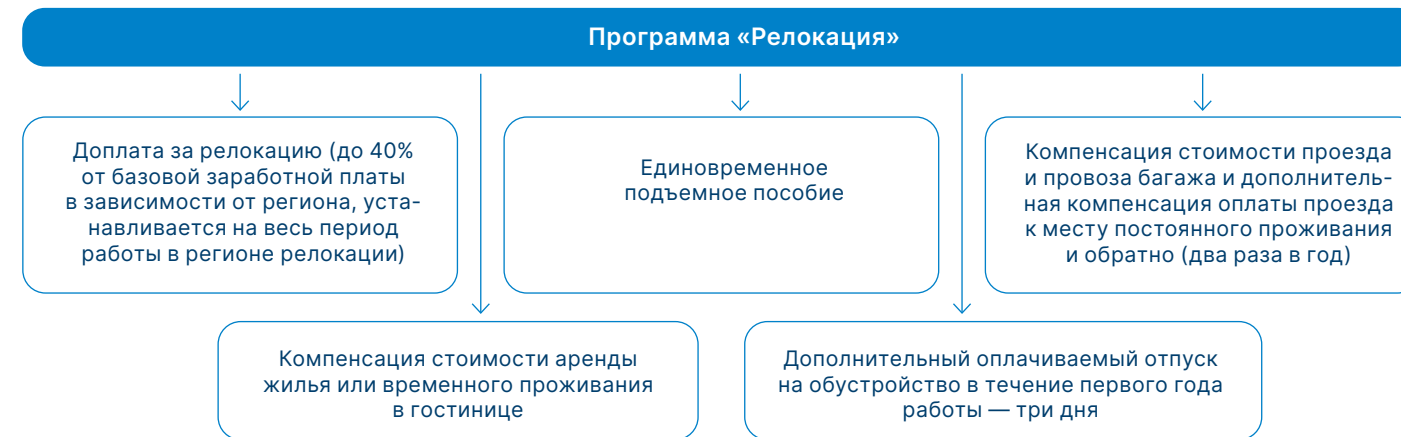 Программа «Релокация»
Доплата за релокацию (до 40%
от базовой заработной платы
в зависимости от региона, уста-
навливается на весь период
работы в регионе релокации)
Единовременное
подъемное пособие
Компенсация стоимости проезда
и провоза багажа и дополнитель-
ная компенсация оплаты проезда
к месту постоянного проживания
и обратно (два раза в год)
Компенсация стоимости аренды
жилья или временного проживания
в гостинице
Дополнительный оплачиваемый отпуск
на обустройство в течение первого года
работы — три дня